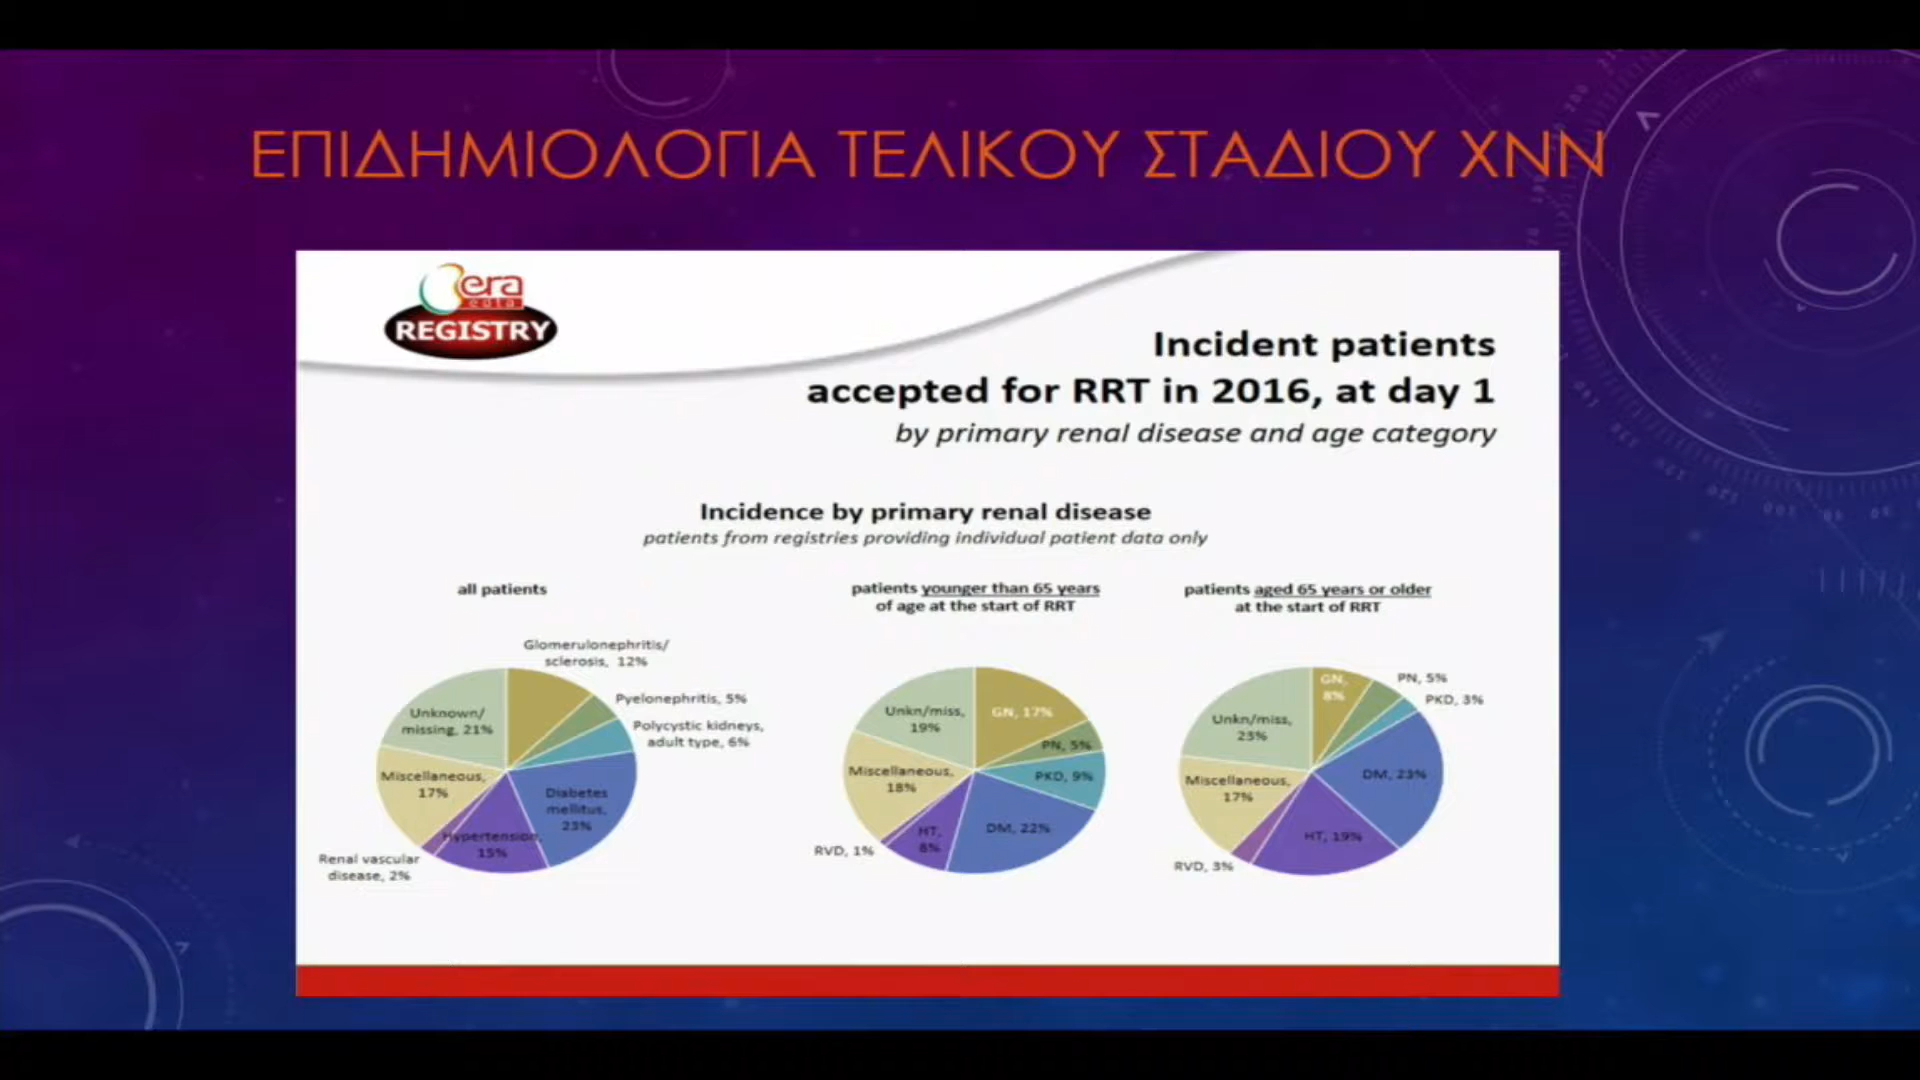 ΕΠΙΔΗΜΙΟΛΟΓΙΑ ΤΕΛΙΚΟΥ ΣΤΑΔΙΟΥ ΧΝΝ
era
edta
REGISTRY
Incident patients
accepted for RRT in 2016, at day 1
by primary renal disease and age category
Incidence by primary renal disease
patients from registries providing individual patient data only
all patients
Glomerulonephritis/
sclerosis, 12%
Pyelonephritis, 5%
Polycystic kidneys,
adult type, 6%
Diabetes
mellitus,
23%
Hypertension,
15%
Renal vascular
disease, 2%
Miscellaneous,
17%
Unknown/
missing, 21%
patients younger than 65 years
of age at the start of RRT
GN, 17%
PN, 5%
PKD, 9%
DM, 22%
HT,
8%
RVD, 1%
Miscellaneous,
18%
Unkn/miss,
19%
patients aged 65 years or older
at the start of RRT
GN,
8%
PN, 5%
PKD, 3%
DM, 23%
HT, 19%
RVD, 3%
Miscellaneous,
17%
Unkn/miss,
23%